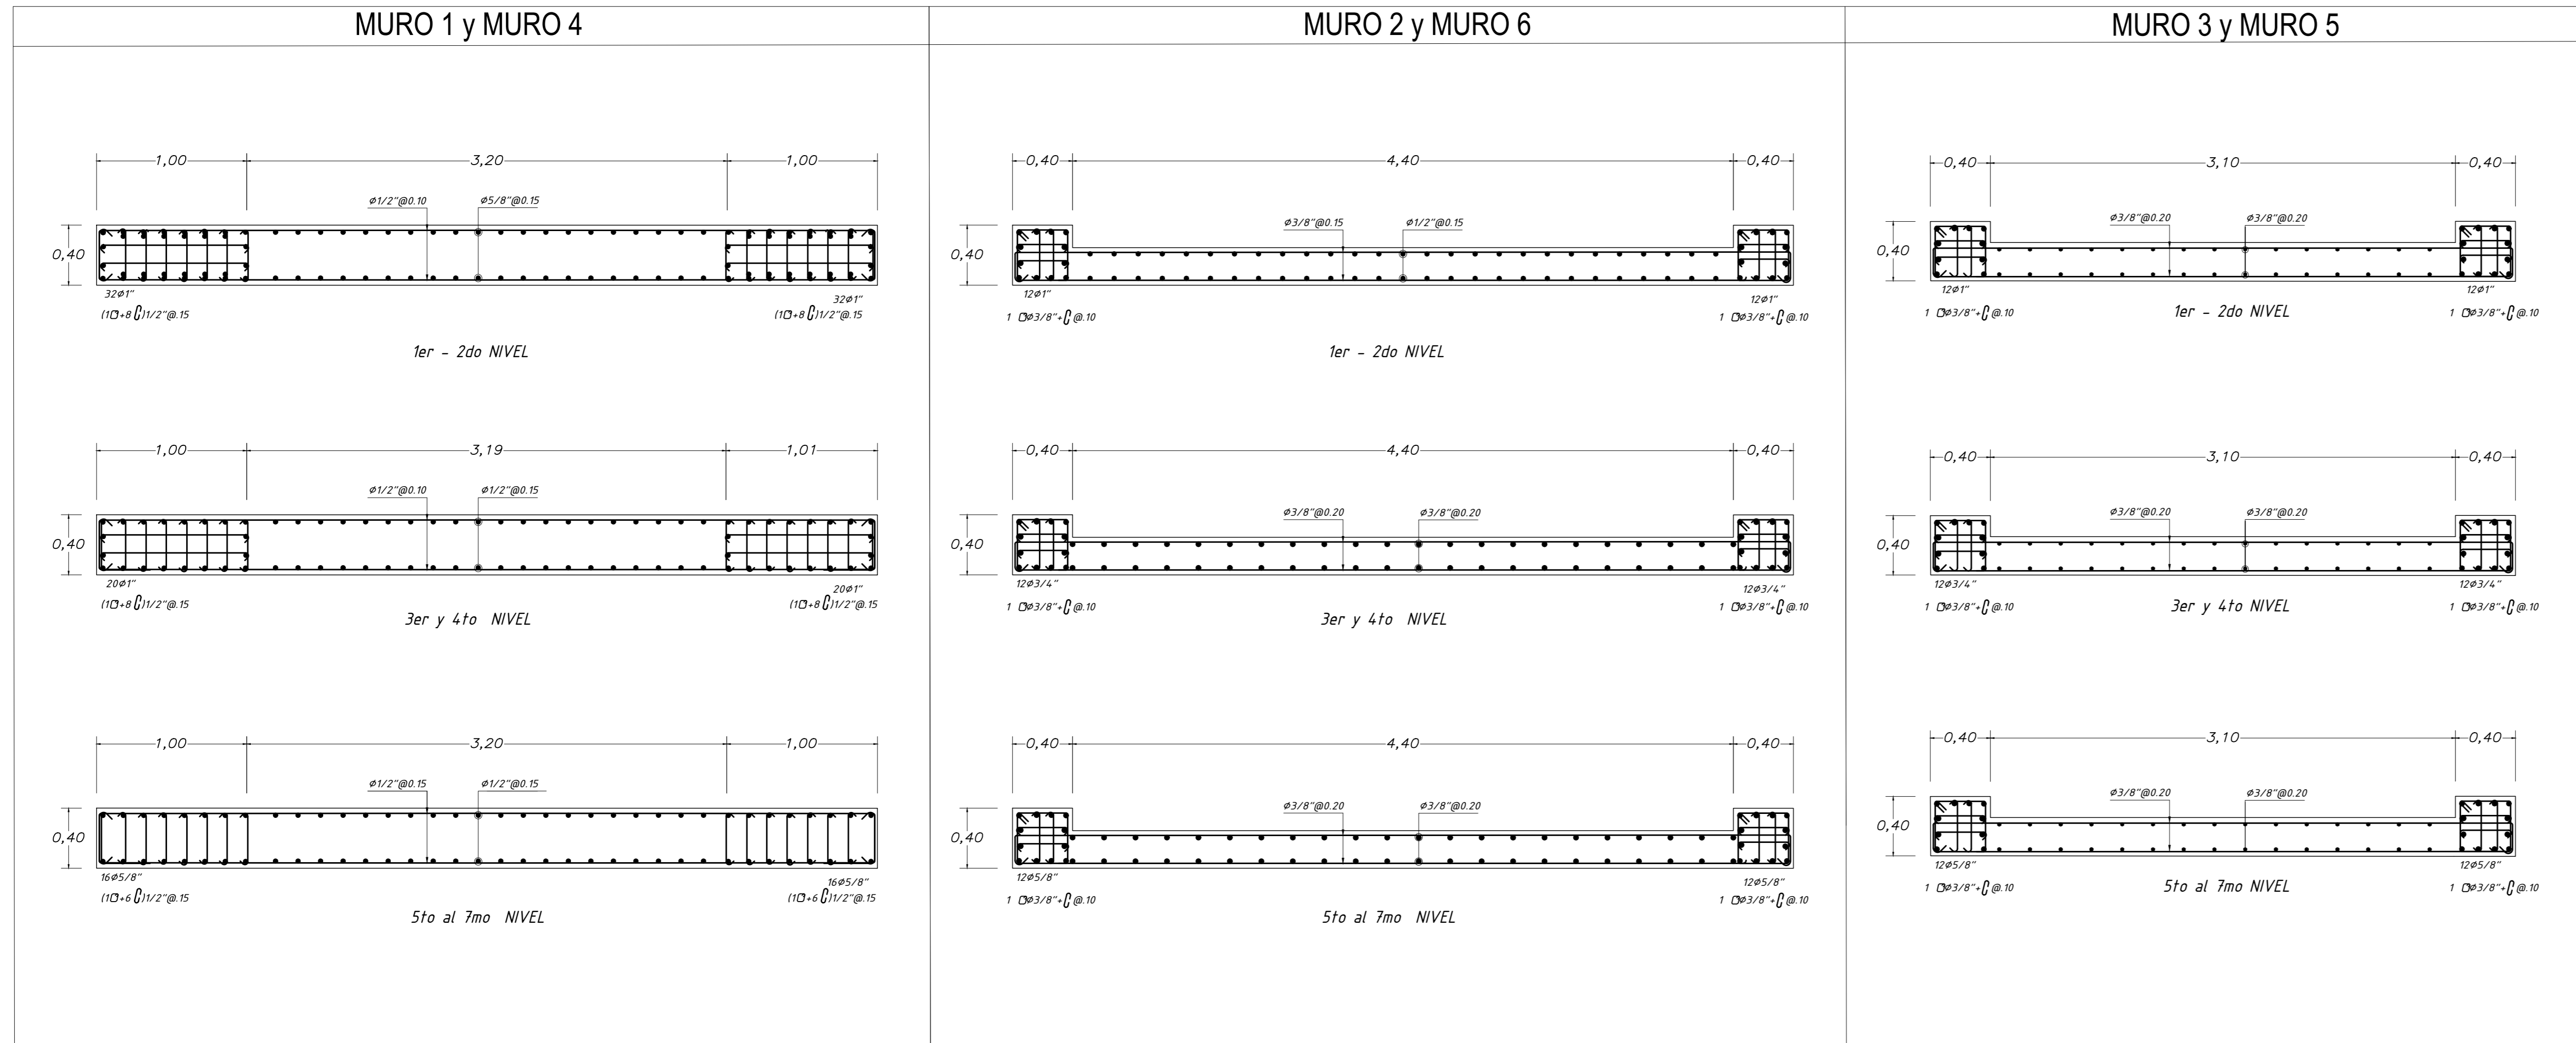 MURO 1 y MURO 4
1,00 3,20 1,00
Ø1/2"@0.10 Ø5/8"@0.15
0,40
32Ø1" 32Ø1"
(1+8)1/2"@.15 (1+8)1/2"@.15
1er - 2do NIVEL
1,00 3,19 1,01
Ø1/2"@0.10 Ø1/2"@0.15
0,40
20Ø1" 20Ø1"
(1+8)1/2"@.15 (1+8)1/2"@.15
3er y 4to NIVEL
1,00 3,20 1,00
Ø1/2"@0.15 Ø1/2"@0.15
0,40
16Ø5/8" 16Ø5/8"
(1+6)1/2"@.15 (1+6)1/2"@.15
5to al 7mo NIVEL
MURO 2 y MURO 6
0,40 4,40 0,40
Ø3/8"@0.15 Ø1/2"@0.15
0,40
12Ø1" 12Ø1"
1 Ø3/8"+ @.10 1 Ø3/8"+ @.10
1er - 2do NIVEL
0,40 4,40 0,40
Ø3/8"@0.20 Ø3/8"@0.20
0,40
12Ø3/4" 12Ø3/4"
1 Ø3/8"+ @.10 1 Ø3/8"+ @.10
3er y 4to NIVEL
0,40 4,40 0,40
Ø3/8"@0.20 Ø3/8"@0.20
0,40
12Ø5/8" 12Ø5/8"
1 Ø3/8"+ @.10 1 Ø3/8"+ @.10
5to al 7mo NIVEL
MURO 3 y MURO 5
0,40 3,10 0,40
Ø3/8"@0.20 Ø3/8"@0.20
0,40
12Ø1" 12Ø1"
1 Ø3/8"+ @.10 1 Ø3/8"+ @.10
1er - 2do NIVEL
0,40 3,10 0,40
Ø3/8"@0.20 Ø3/8"@0.20
0,40
12Ø3/4" 12Ø3/4"
1 Ø3/8"+ @.10 1 Ø3/8"+ @.10
3er y 4to NIVEL
0,40 3,10 0,40
Ø3/8"@0.20 Ø3/8"@0.20
0,40
12Ø5/8" 12Ø5/8"
1 Ø3/8"+ @.10 1 Ø3/8"+ @.10
5to al 7mo NIVEL